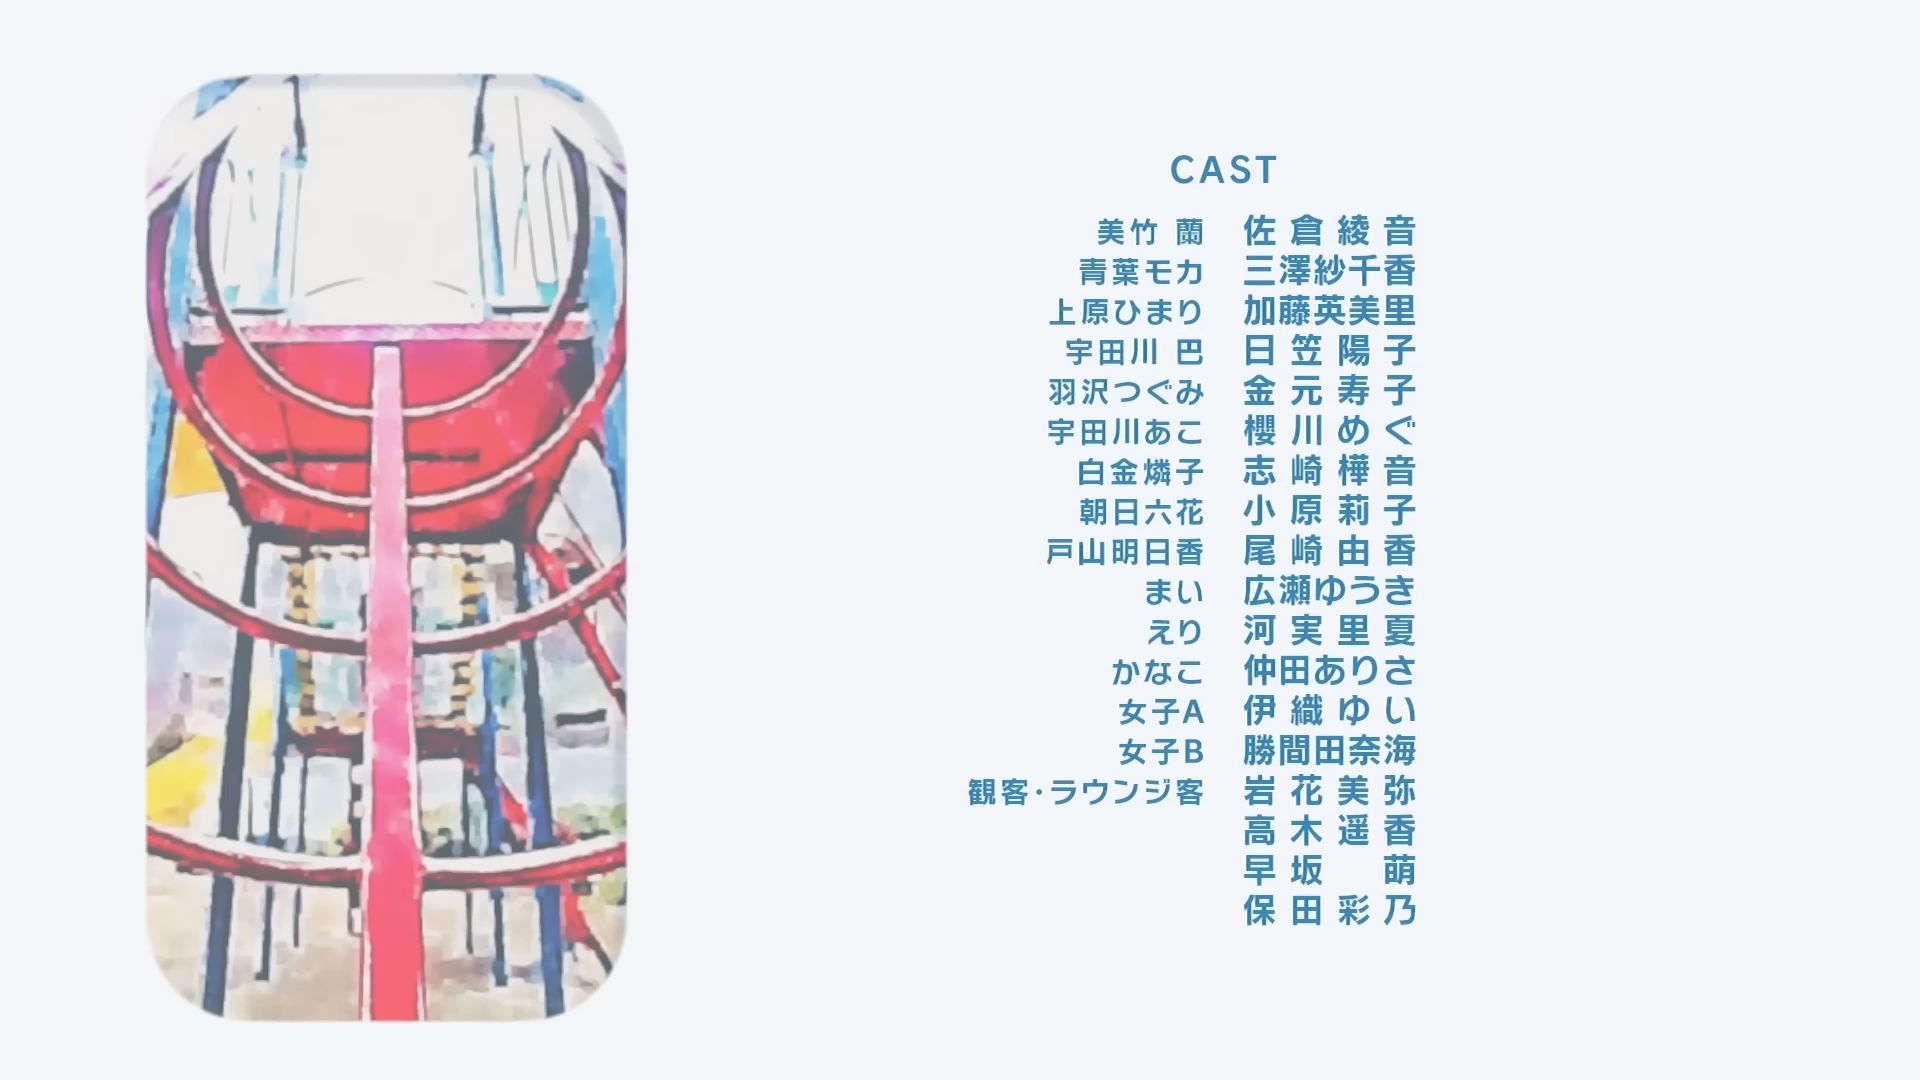 CAST
美竹 蘭 佐倉綾音
青葉モカ 三澤紗千香
上原ひまり 加藤英美里
宇田川 巴 日笠陽子
羽沢つぐみ 金元寿子
宇田川あこ 櫻川めぐ
白金燐子 志崎樺音
朝日六花 小原莉子
戸山明日香 尾崎由香
まい 広瀬ゆうき
えり 河実里夏
かなこ 仲田ありさ
女子A 伊織ゆい
女子B 勝間田奈海
観客・ラウンジ客 岩花美弥
高木遥香
早坂 萌
保田彩乃